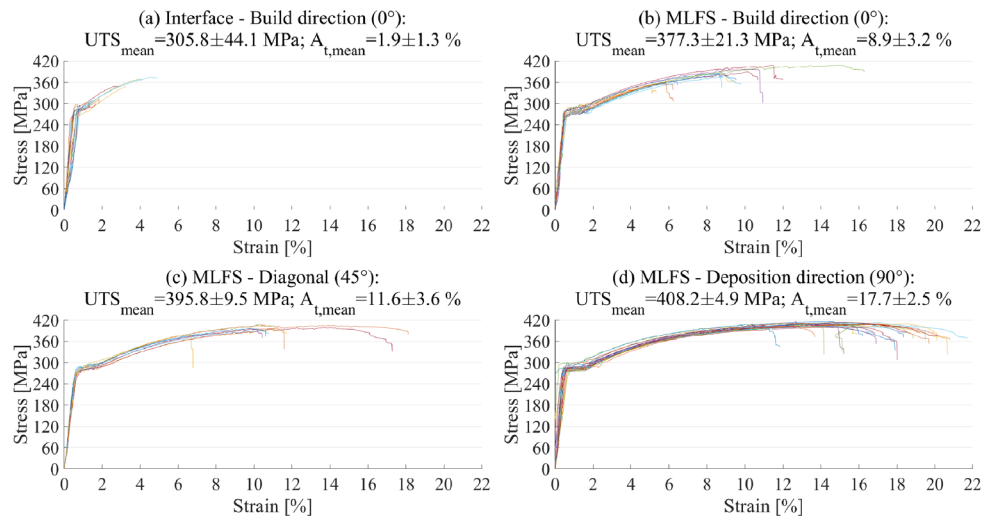 (a) Interface - Build direction (0°):
UTSmean=305.8±44.1 MPa; At,mean=1.9±1.3 %
420
360
300
240
180
120
60
0
Stress [MPa]
0 2 4 6 8 10 12 14 16 18 20 22
Strain [%]
(b) MLFS - Build direction (0°):
UTSmean=377.3±21.3 MPa; At,mean=8.9±3.2 %
420
360
300
240
180
120
60
0
Stress [MPa]
0 2 4 6 8 10 12 14 16 18 20 22
Strain [%]
(c) MLFS - Diagonal (45°):
UTSmean=395.8±9.5 MPa; At,mean=11.6±3.6 %
420
360
300
240
180
120
60
0
Stress [MPa]
0 2 4 6 8 10 12 14 16 18 20 22
Strain [%]
(d) MLFS - Deposition direction (90°):
UTSmean=408.2±4.9 MPa; At,mean=17.7±2.5 %
420
360
300
240
180
120
60
0
Stress [MPa]
0 2 4 6 8 10 12 14 16 18 20 22
Strain [%]